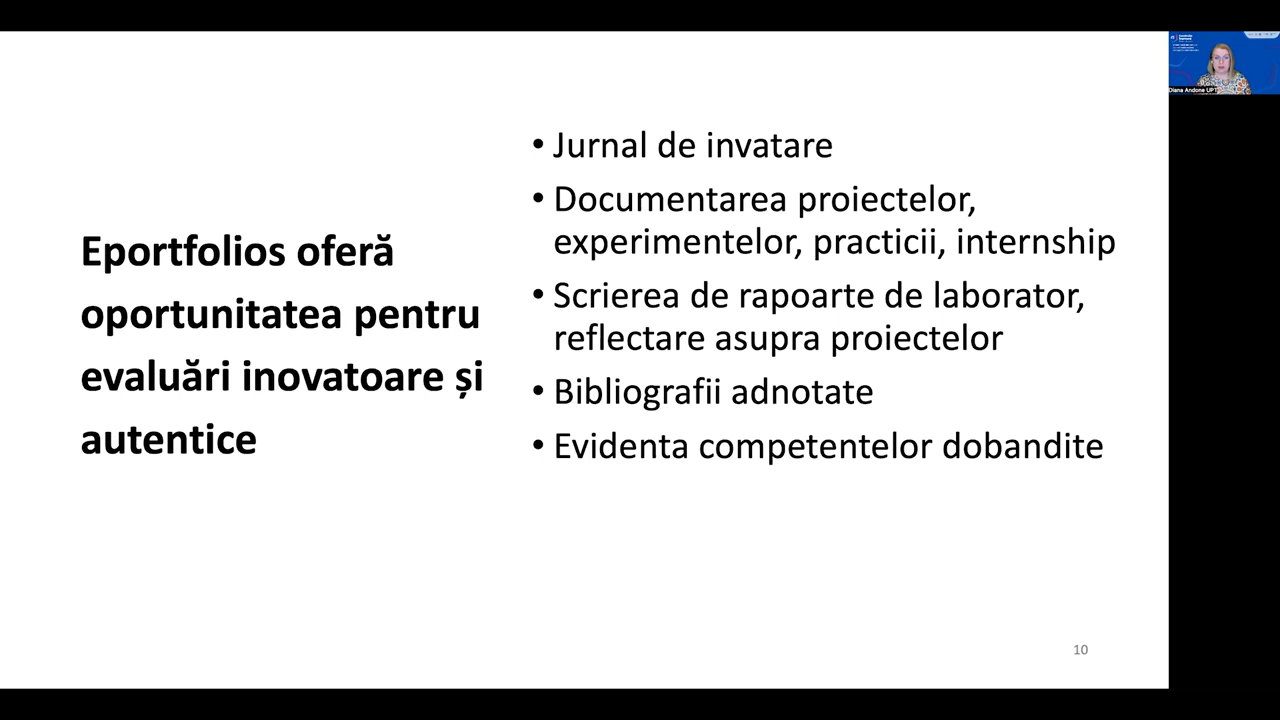 Eportfolios oferă
oportunitatea pentru
evaluări inovatoare și
autentice
• Jurnal de invatare
• Documentarea proiectelor,
experimentelor, practicii, internship
• Scrierea de rapoarte de laborator,
reflectare asupra proiectelor
• Bibliografii adnotate
• Evidenta competentelor dobandite
10
Diana Andone UPT